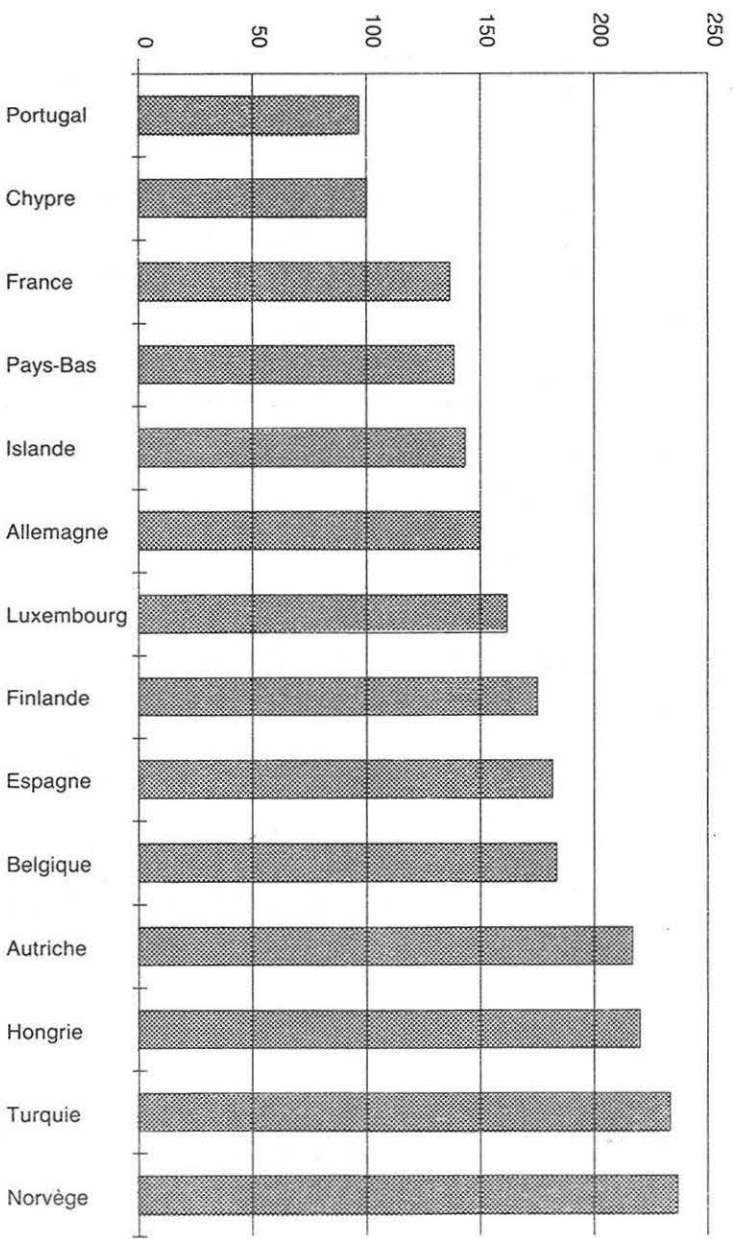 0
50
100
150
200
250
Portugal
Chypre
France
Pays-Bas
Islande
Allemagne
Luxembourg
Finlande
Espagne
Belgique
Autriche
Hongrie
Turquie
Norvège